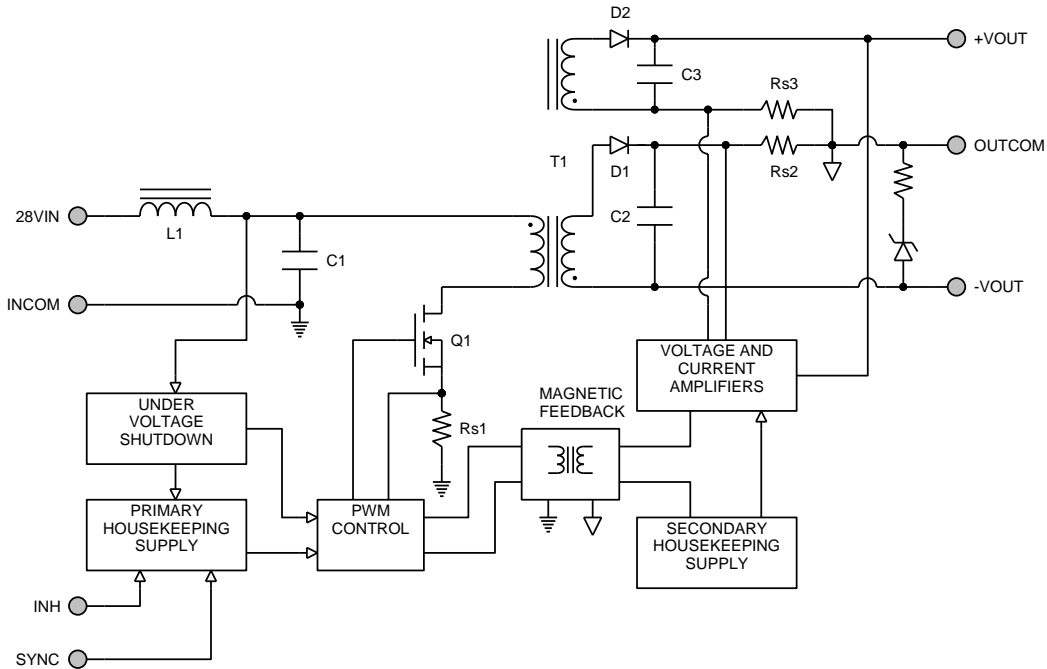 D2
+VOUT
C3
Rs3
OUTCOM
T1
D1
Rs2
28VIN
L1
C1
C2
INCOM
-VOUT
Q1
VOLTAGE AND
CURRENT
AMPLIFIERS
MAGNETIC
FEEDBACK
UNDER
VOLTAGE
SHUTDOWN
Rs1
PRIMARY
HOUSEKEEPING
SUPPLY
PWM
CONTROL
SECONDARY
HOUSEKEEPING
SUPPLY
INH
SYNC